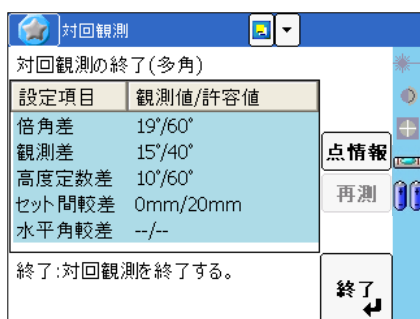 対回観測
対回観測の終了(多角)
設定項目 観測値/許容値
倍角差 19"/60"
観測差 15"/40"
高度定数差 10"/60"
セット間較差 0mm/20mm
水平角較差 --/--
点情報
再測
終了:対回観測を終了する。
終了